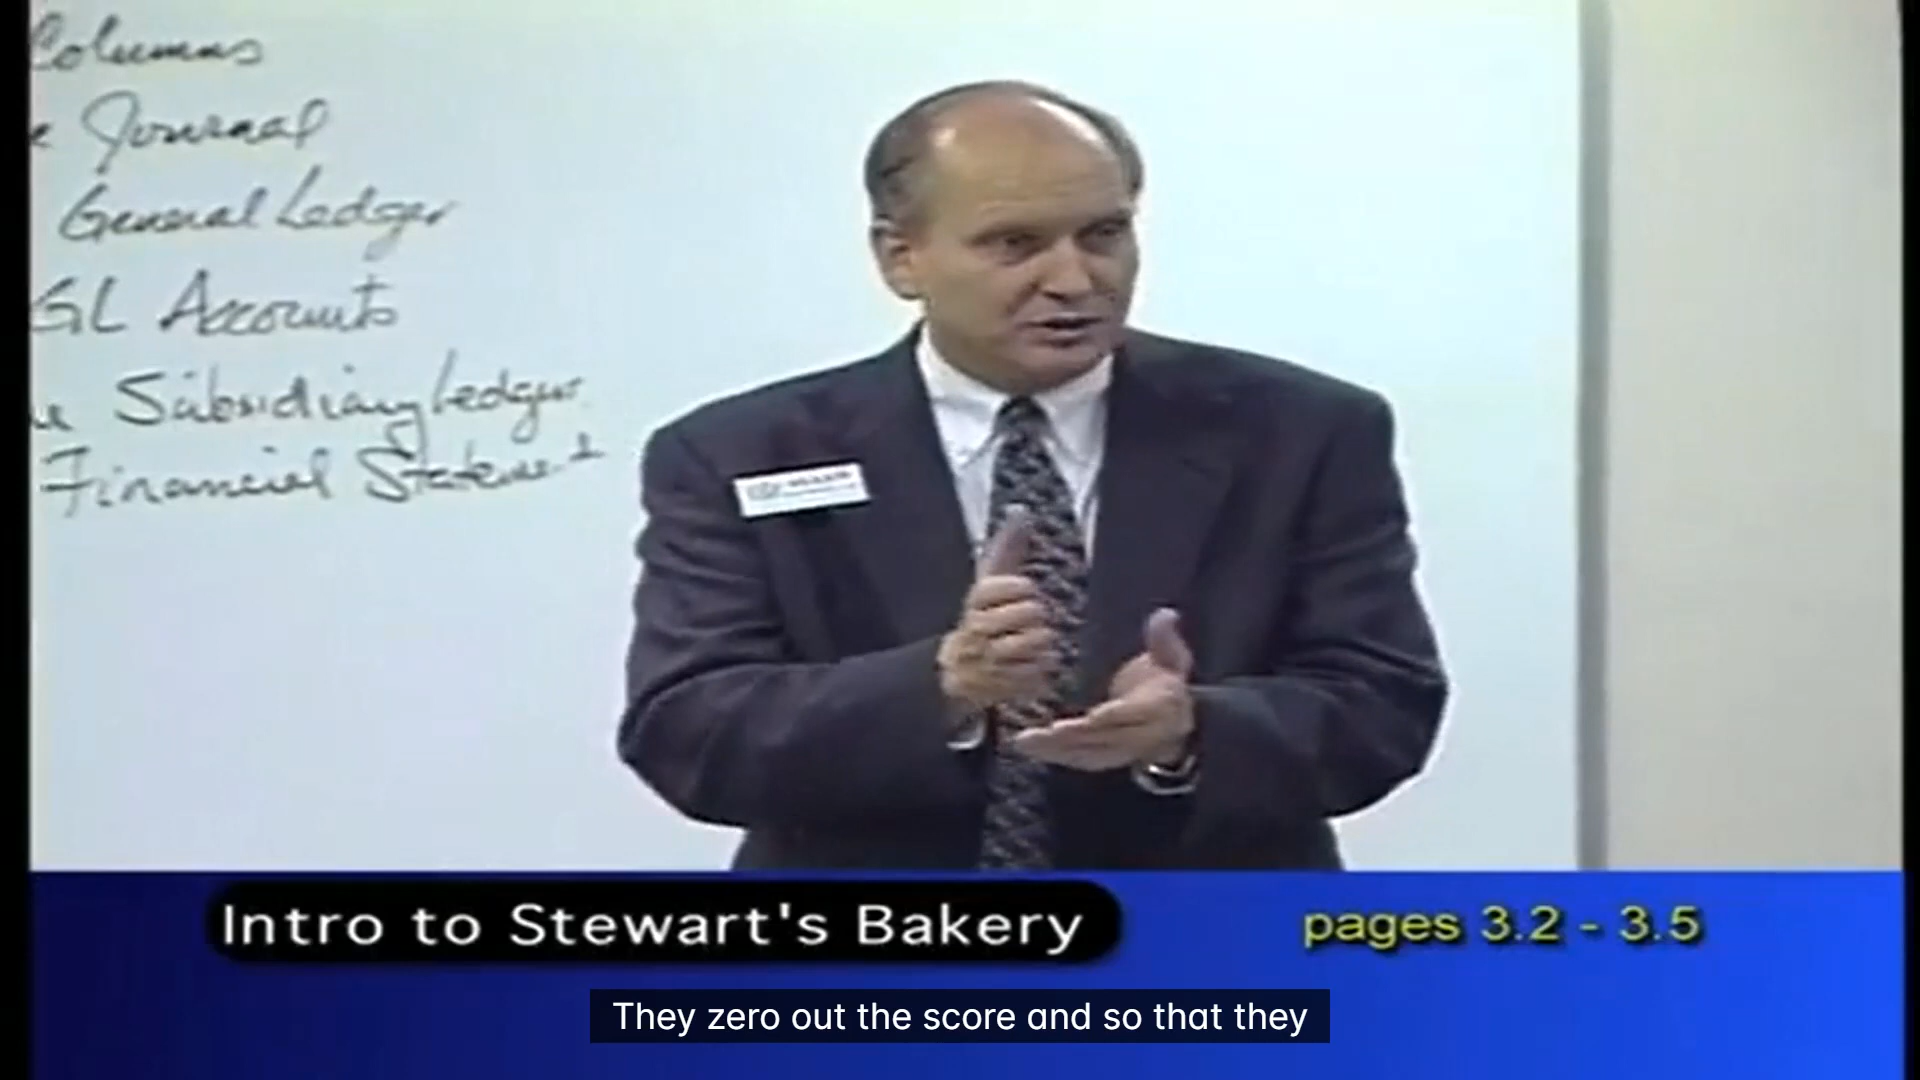 Columns
Journal
General Ledger
GL Accounts
Subsidiary Ledger
Financial Statement
Intro to Stewart's Bakery
pages 3.2 - 3.5
They zero out the score and so that they